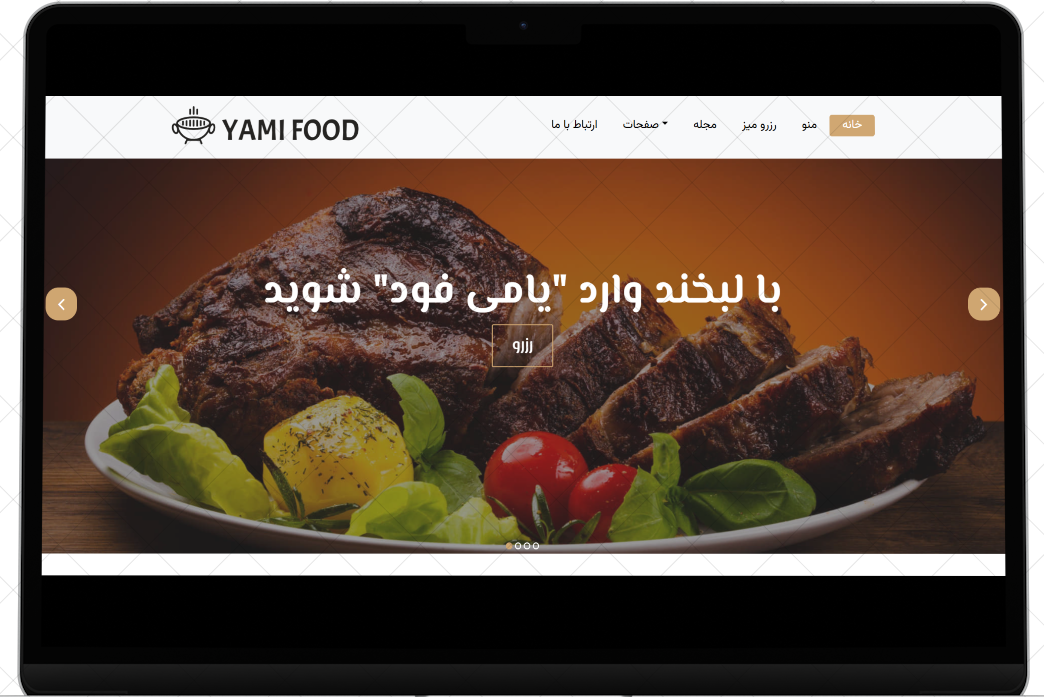 YAMI FOOD
خانه
منو
رزرو میز
مجله
صفحات
ارتباط با ما
با لبخند وارد "یامی فود" شوید
رزرو